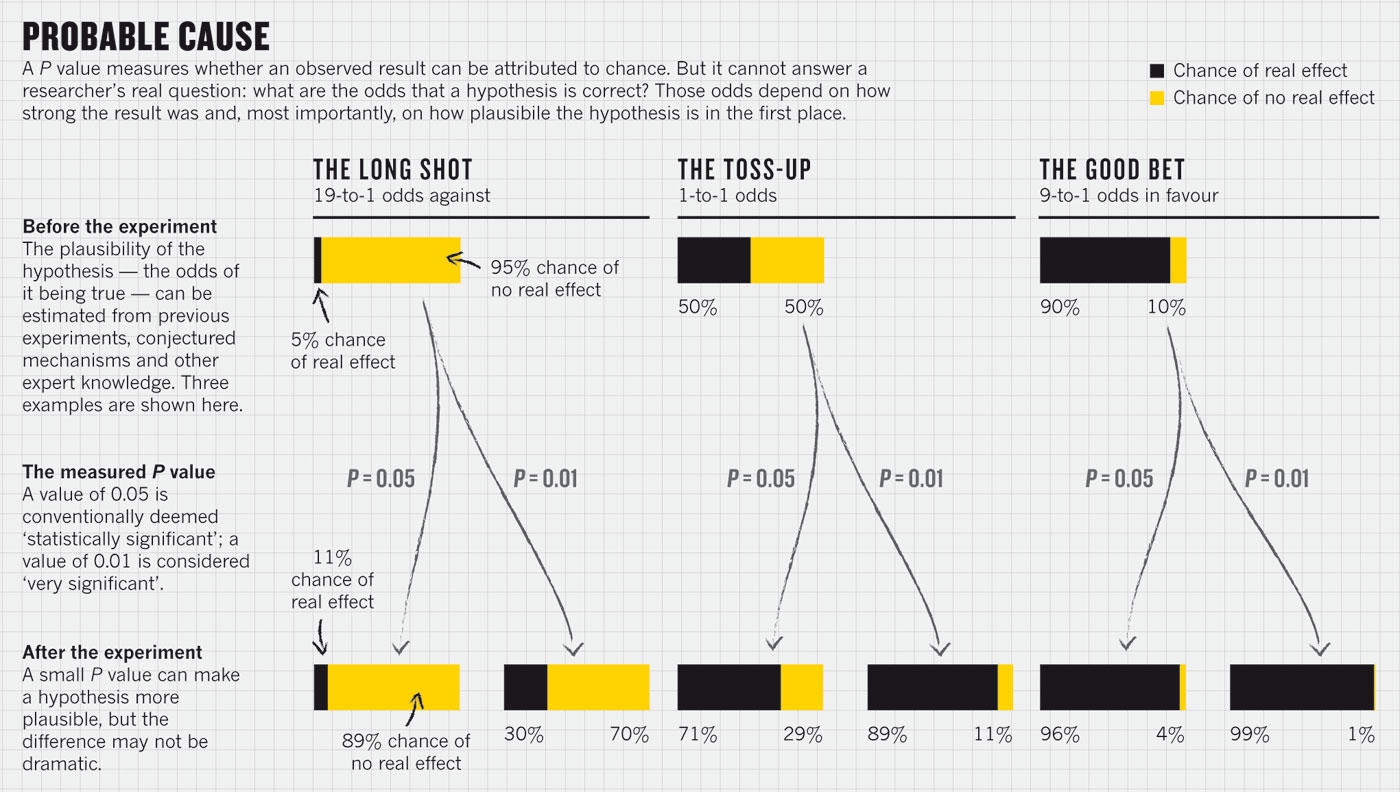 PROBABLE CAUSE
A P value measures whether an observed result can be attributed to chance. But it cannot answer a
researcher’s real question: what are the odds that a hypothesis is correct? Those odds depend on how
strong the result was and, most importantly, on how plausibile the hypothesis is in the first place.
Chance of real effect
Chance of no real effect
THE LONG SHOT
19-to-1 odds against
THE TOSS-UP
1-to-1 odds
THE GOOD BET
9-to-1 odds in favour
Before the experiment
The plausibility of the
hypothesis — the odds of
it being true — can be
estimated from previous
experiments, conjectured
mechanisms and other
expert knowledge. Three
examples are shown here.
95% chance of
no real effect
5% chance
of real effect
50% 50%
90% 10%
The measured P value
A value of 0.05 is
conventionally deemed
‘statistically significant’; a
value of 0.01 is considered
‘very significant’.
P = 0.05
P = 0.01
P = 0.05
P = 0.01
P = 0.05
P = 0.01
11%
chance of
real effect
After the experiment
A small P value can make
a hypothesis more
plausible, but the
difference may not be
dramatic.
89% chance of
no real effect
30% 70%
71% 29%
89% 11%
96% 4%
99% 1%